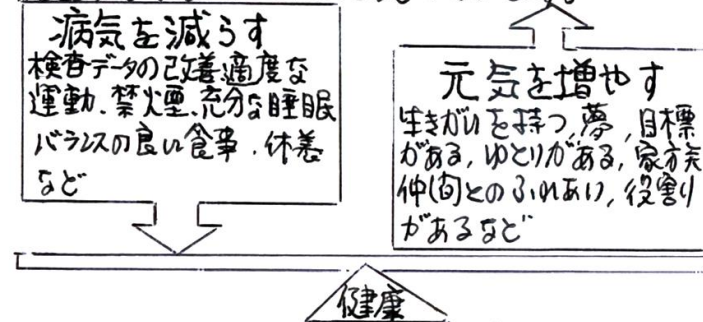 病気を減らす
検査データの改善適度な
運動、禁煙、充分な睡眠
バランスの良い食事、休養
など
元気を増やす
生きがいを持つ、夢、目標
がある、ゆとりがある、家族
仲間とのふれあい、役割り
があるなど
健康